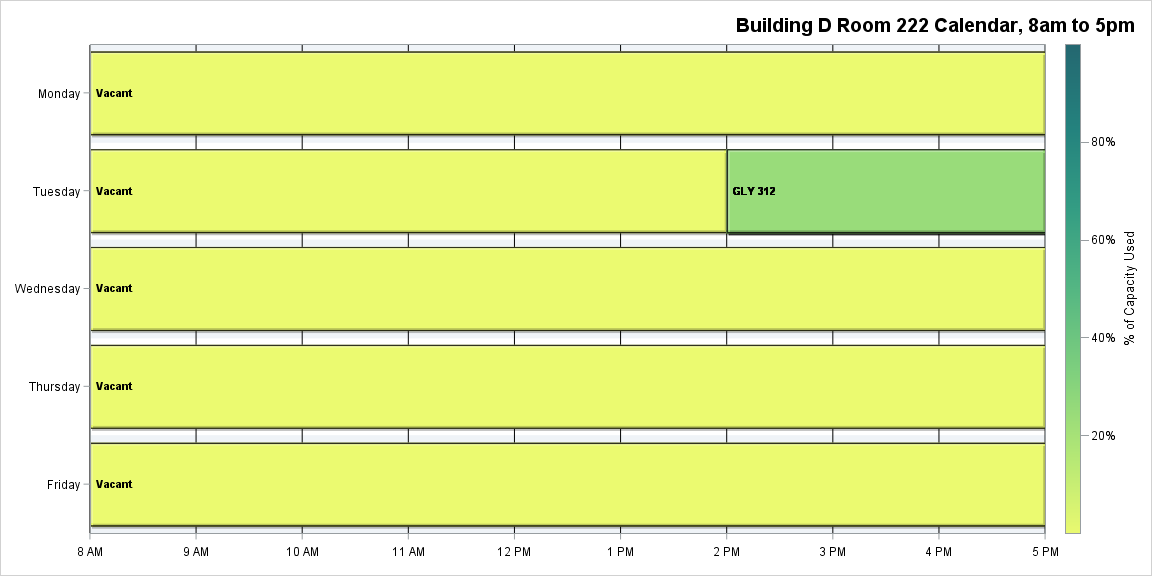 Building D Room 222 Calendar, 8am to 5pm
Monday
Vacant
Tuesday
Vacant
GLY 312
Wednesday
Vacant
Thursday
Vacant
Friday
Vacant
8 AM
9 AM
10 AM
11 AM
12 PM
1 PM
2 PM
3 PM
4 PM
5 PM
80%
60%
40%
20%
% of Capacity Used